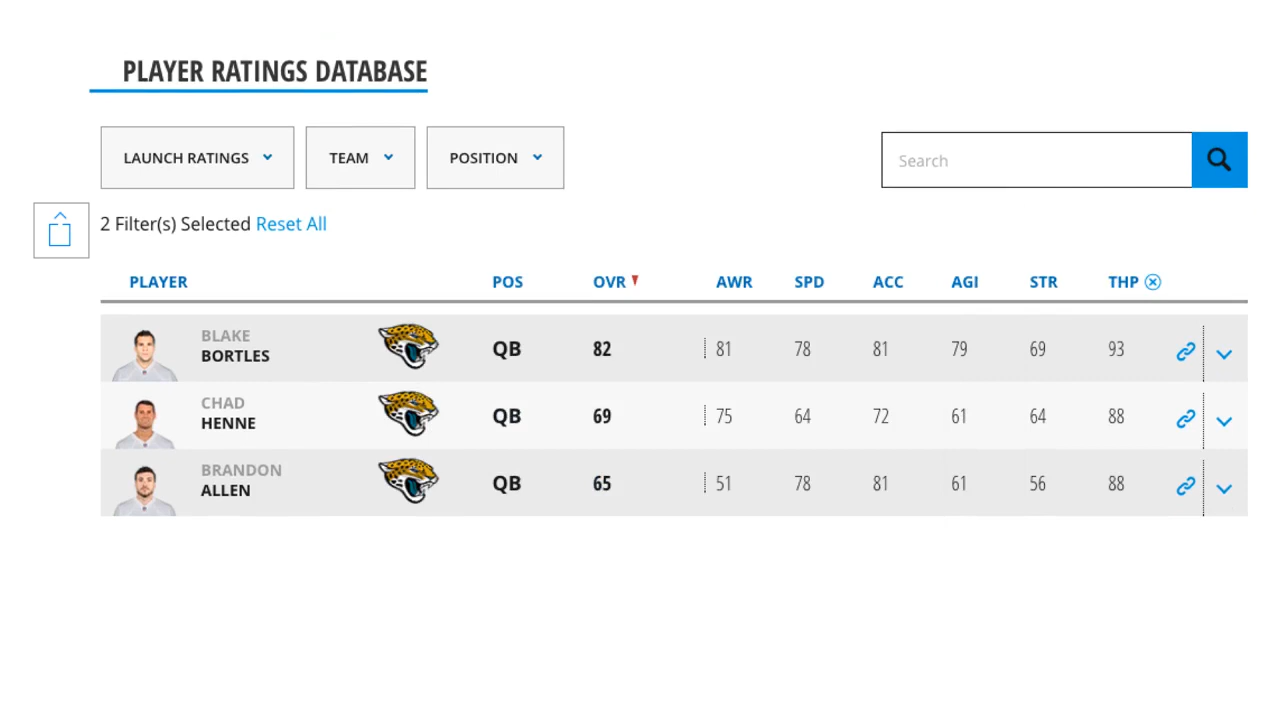 PLAYER RATINGS DATABASE
LAUNCH RATINGS TEAM POSITION Search
2 Filter(s) Selected Reset All
PLAYER POS OVR AWR SPD ACC AGI STR THP
BLAKE
BORTLES QB 82 81 78 81 79 69 93
CHAD
HENNE QB 69 75 64 72 61 64 88
BRANDON
ALLEN QB 65 51 78 81 61 56 88